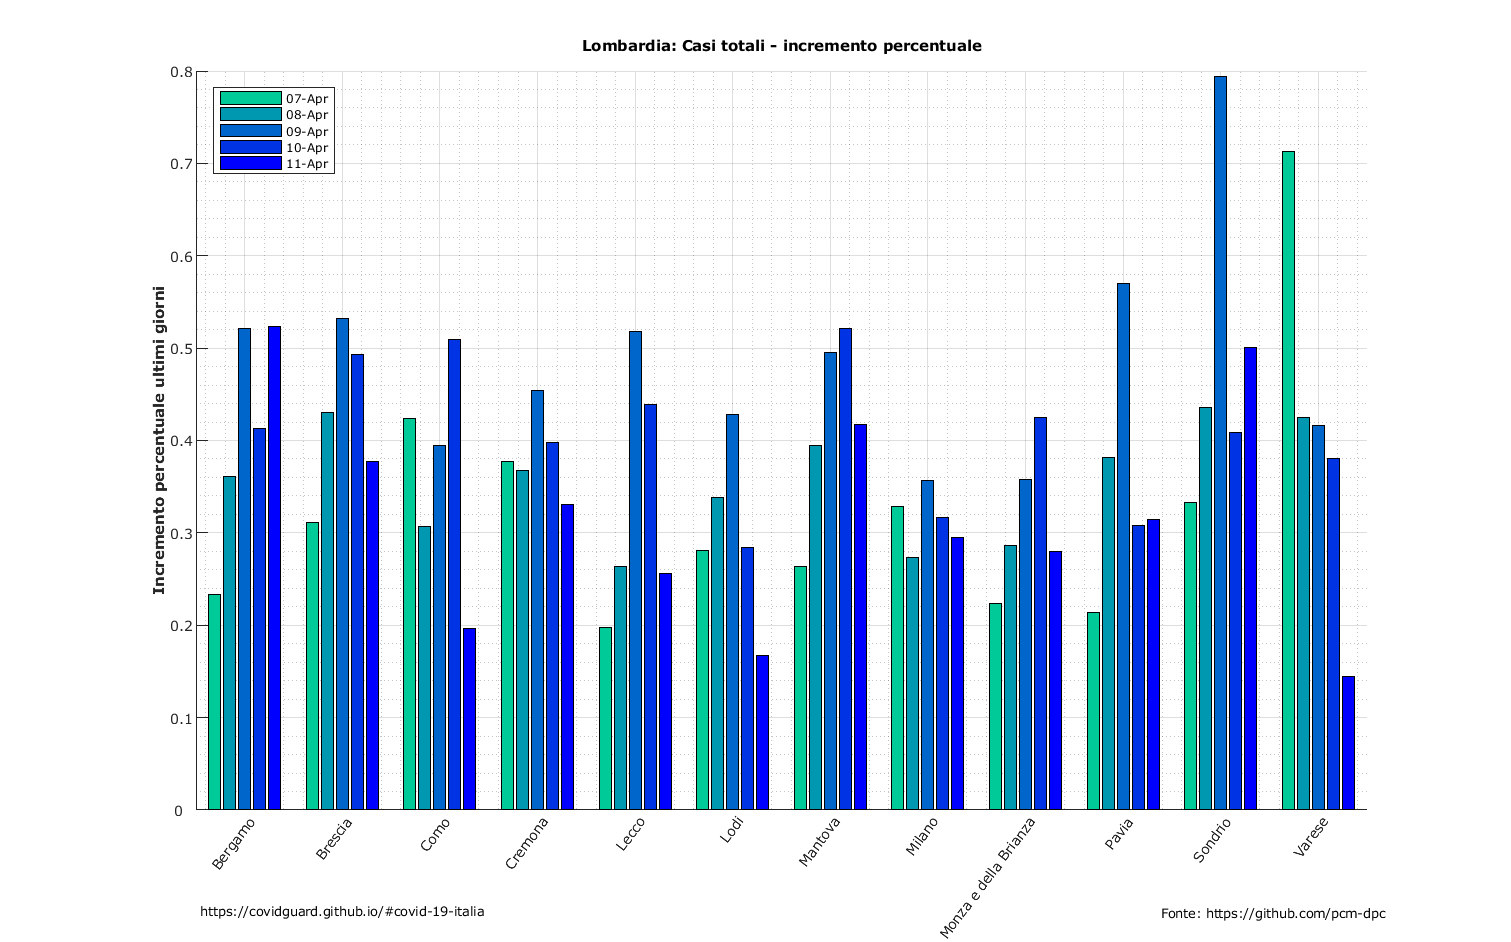 Lombardia: Casi totali - incremento percentuale
07-Apr
08-Apr
09-Apr
10-Apr
11-Apr
Incremento percentuale ultimi giorni
0.8
0.7
0.6
0.5
0.4
0.3
0.2
0.1
0
Bergamo
Brescia
Como
Cremona
Lecco
Lodi
Mantova
Milano
Monza e della Brianza
Pavia
Sondrio
Varese
https://covidguard.github.io/#covid-19-italia
Fonte: https://github.com/pcm-dpc